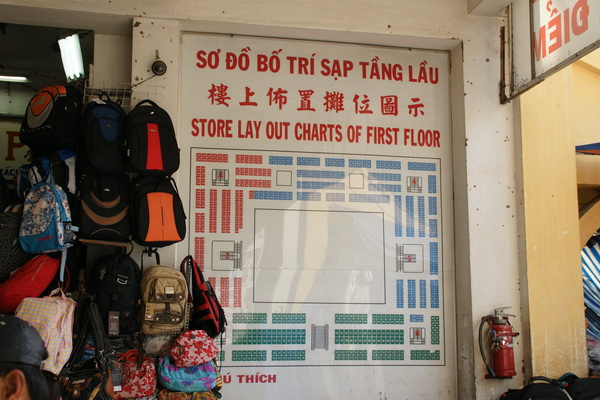 SƠ ĐỒ BỐ TRÍ SẠP TẦNG LẦU
樓上佈置攤位圖示
STORE LAY OUT CHARTS OF FIRST FLOOR
Ú THÍCH
ĐIỂM